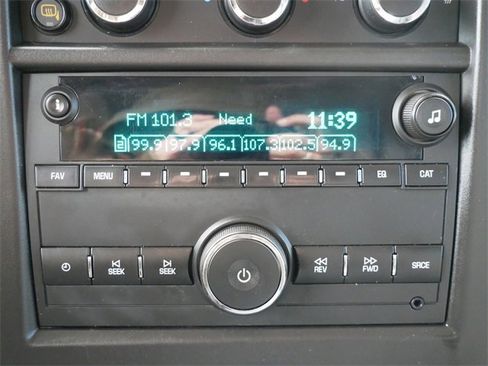 FM 101.3 Need 11:39
2 99.9 97.9 96.1 107.3 102.5 94.9
FAV MENU EQ CAT
SEEK SEEK REV FWD SRCE